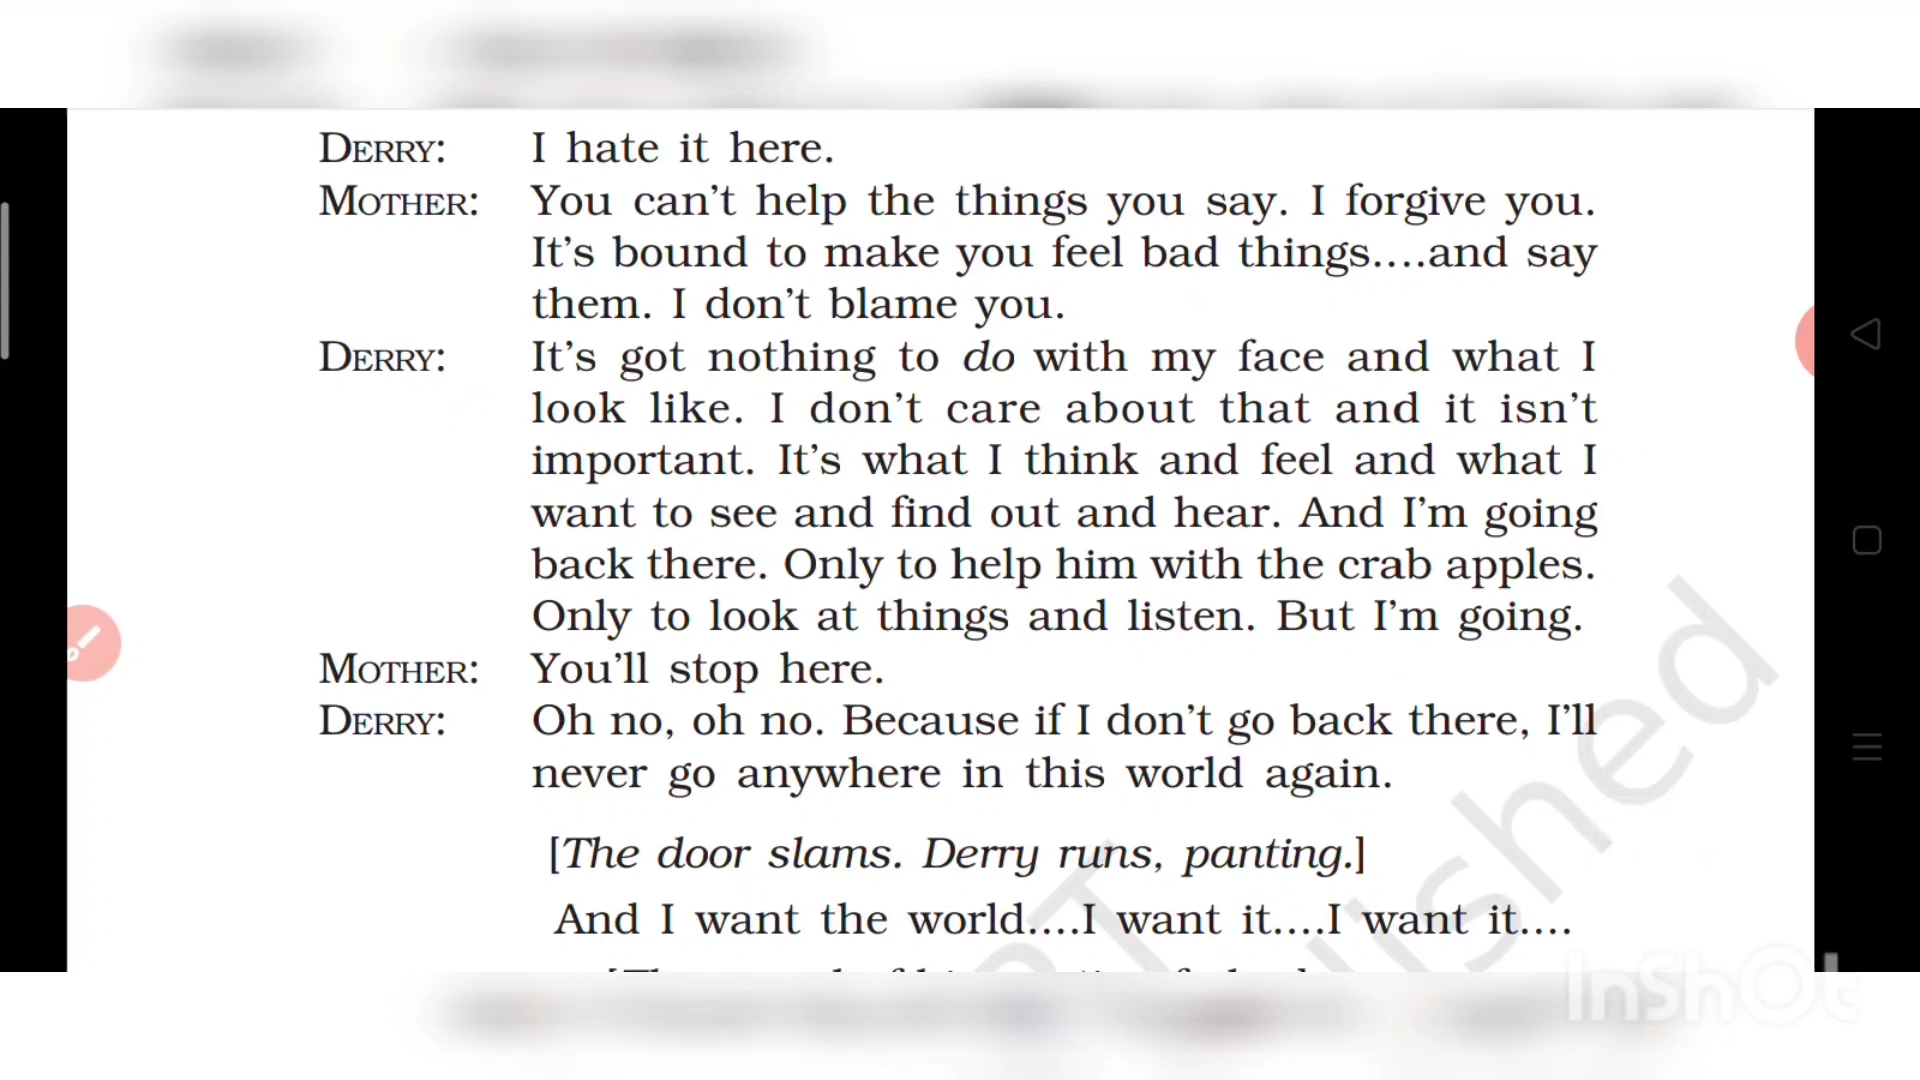 DERRY: I hate it here.
MOTHER: You can't help the things you say. I forgive you.
It's bound to make you feel bad things....and say
them. I don't blame you.
DERRY: It's got nothing to do with my face and what I
look like. I don't care about that and it isn't
important. It's what I think and feel and what I
want to see and find out and hear. And I'm going
back there. Only to help him with the crab apples.
Only to look at things and listen. But I'm going.
MOTHER: You'll stop here.
DERRY: Oh no, oh no. Because if I don't go back there, I'll
never go anywhere in this world again.
[The door slams. Derry runs, panting.]
And I want the world....I want it....I want it....
InShOt